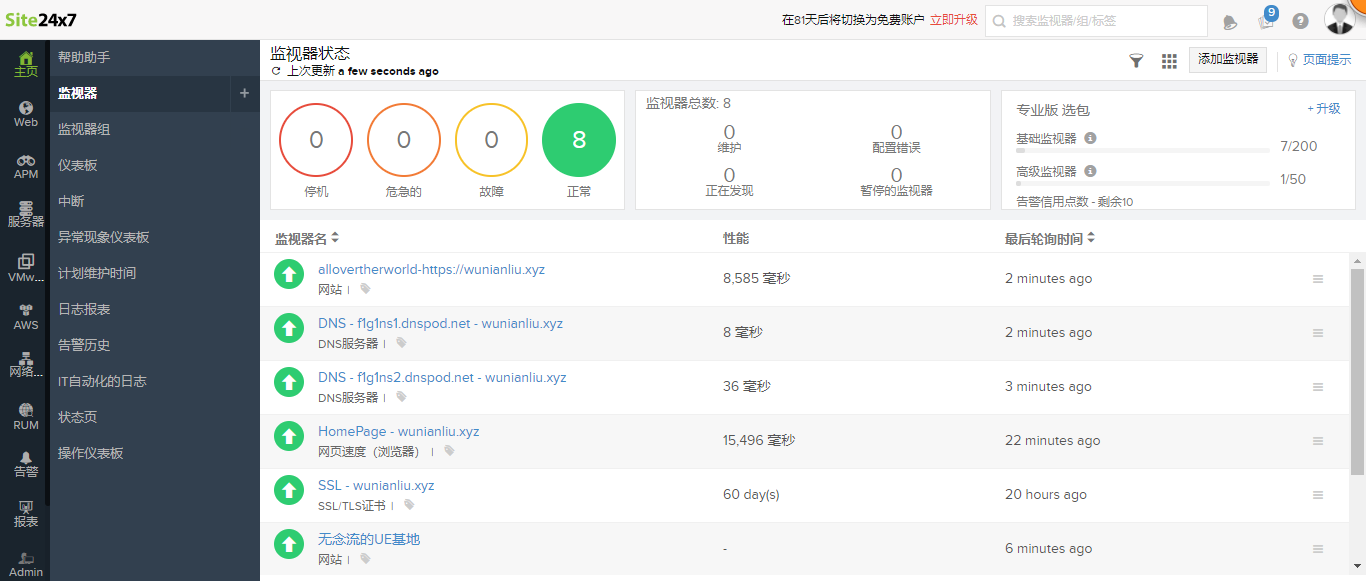 Site24x7
在81天后将切换为免费账户 立即升级
搜索监视器/组/标签
9
主页
Web
APM
服务器
VMw...
AWS
网络...
RUM
告警
报表
Admin
帮助助手
监视器 +
监视器组
仪表板
中断
异常现象仪表板
计划维护时间
日志报表
告警历史
IT自动化的日志
状态页
操作仪表板
监视器状态
上次更新 a few seconds ago
添加监视器
页面提示
0 0 0 8
停机 危急的 故障 正常
监视器总数: 8
0 0
维护 配置错误
0 0
正在发现 暂停的监视器
专业版 选包 + 升级
基础监视器
7/200
高级监视器
1/50
告警信用点数 - 剩余10
监视器名 性能 最后轮询时间
allovertherworld-https://wunianliu.xyz
网站
8,585 毫秒
2 minutes ago
DNS - f1g1ns1.dnspod.net - wunianliu.xyz
DNS服务器
8 毫秒
2 minutes ago
DNS - f1g1ns2.dnspod.net - wunianliu.xyz
DNS服务器
36 毫秒
3 minutes ago
HomePage - wunianliu.xyz
网页速度（浏览器）
15,496 毫秒
22 minutes ago
SSL - wunianliu.xyz
SSL/TLS证书
60 day(s)
20 hours ago
无念流的UE基地
网站
-
6 minutes ago